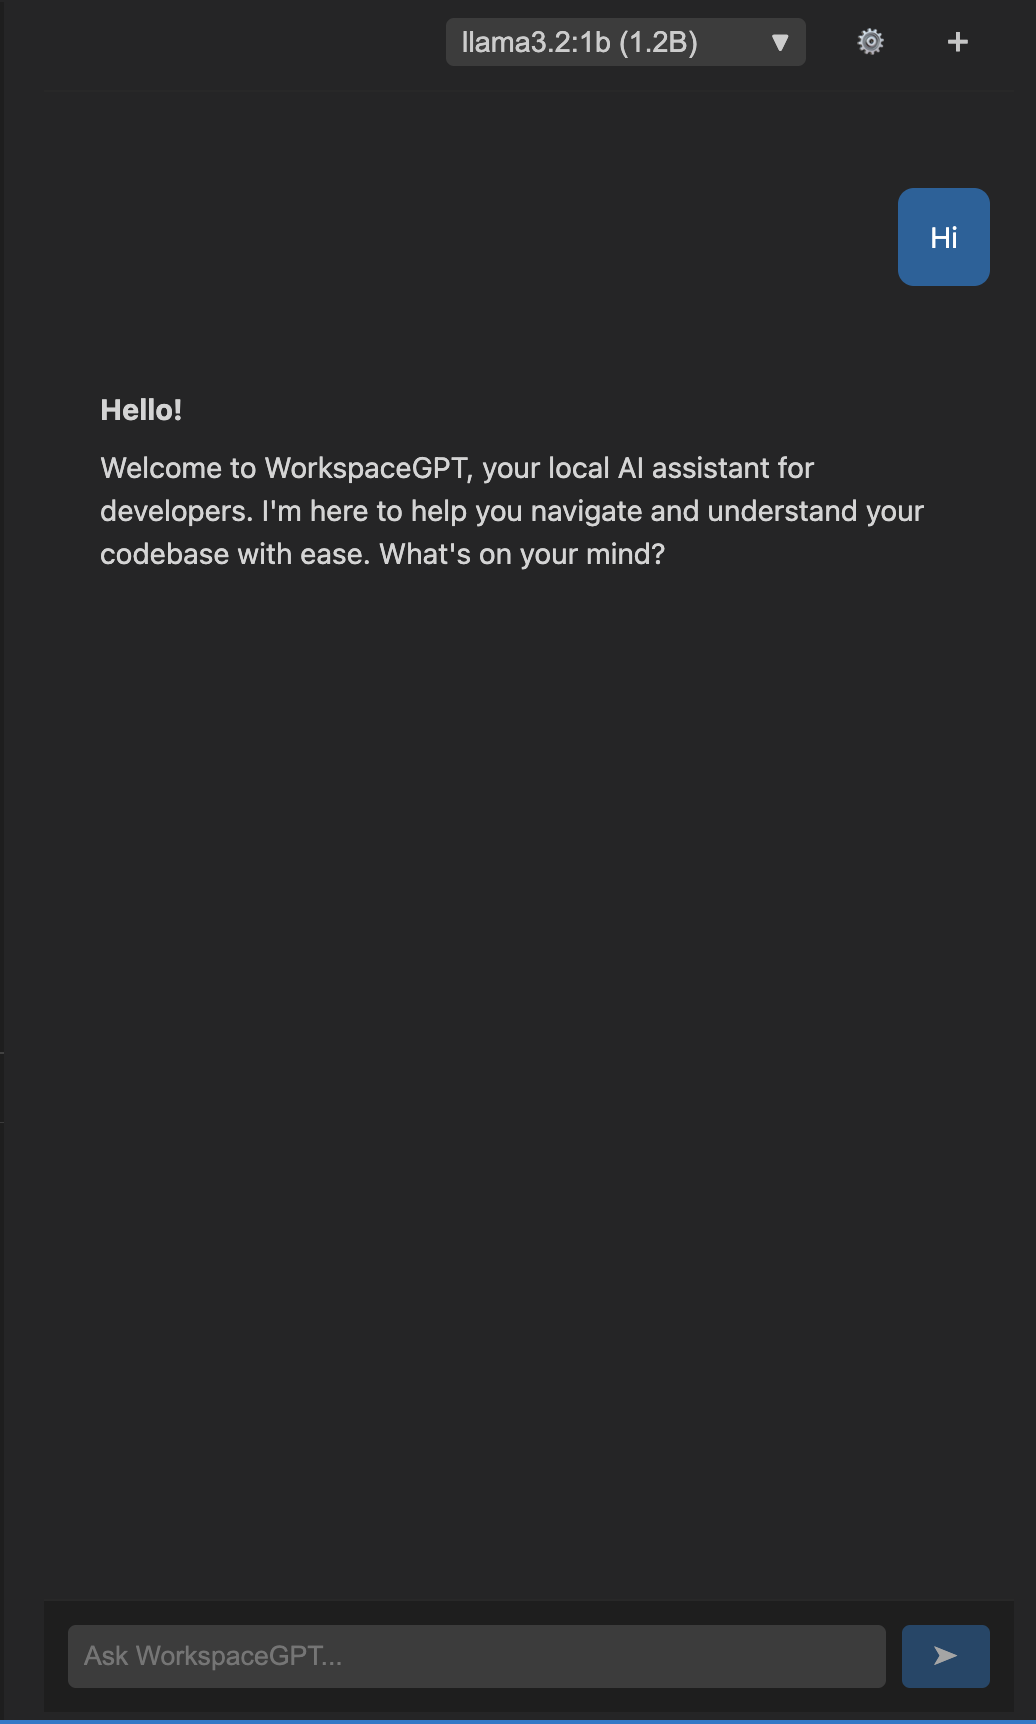 llama3.2:1b (1.2B)
Hi
Hello!
Welcome to WorkspaceGPT, your local AI assistant for
developers. I'm here to help you navigate and understand your
codebase with ease. What's on your mind?
Ask WorkspaceGPT...